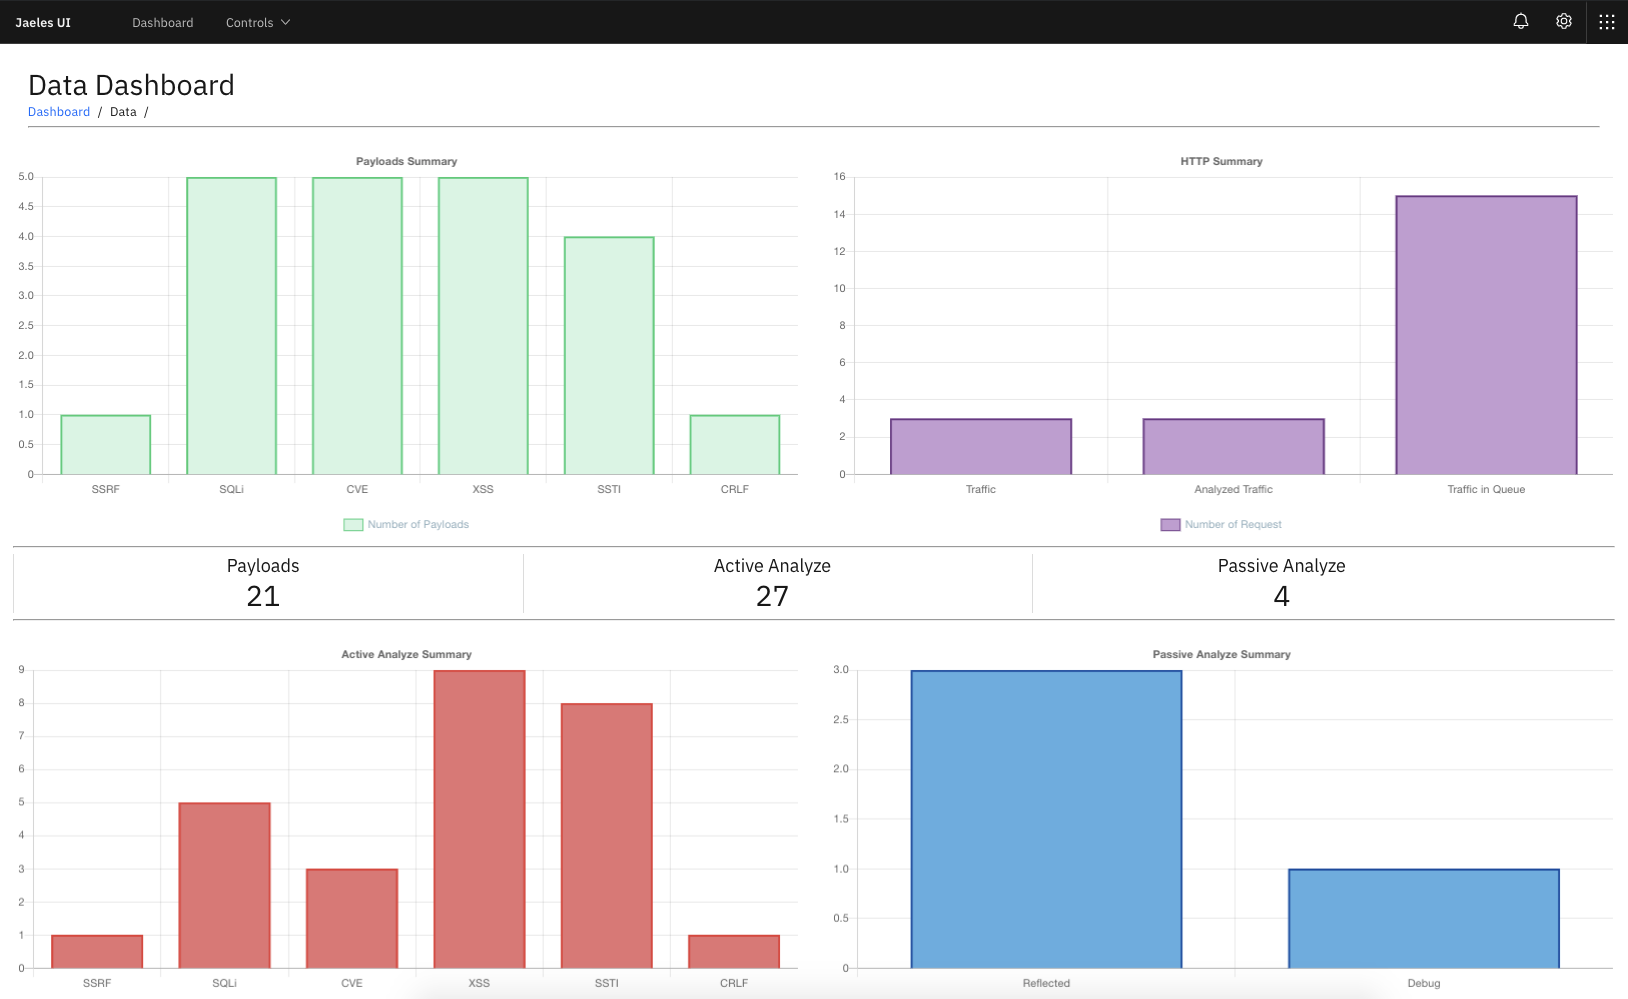 Jaeles UI Dashboard Controls
Data Dashboard
Dashboard / Data /
Payloads Summary
5.0
4.5
4.0
3.5
3.0
2.5
2.0
1.5
1.0
0.5
0
SSRF SQLi CVE XSS SSTI CRLF
Number of Payloads
HTTP Summary
16
14
12
10
8
6
4
2
0
Traffic Analyzed Traffic Traffic in Queue
Number of Request
Payloads
21
Active Analyze
27
Passive Analyze
4
Active Analyze Summary
9
8
7
6
5
4
3
2
1
0
SSRF SQLi CVE XSS SSTI CRLF
Passive Analyze Summary
3.0
2.5
2.0
1.5
1.0
0.5
0
Reflected Debug